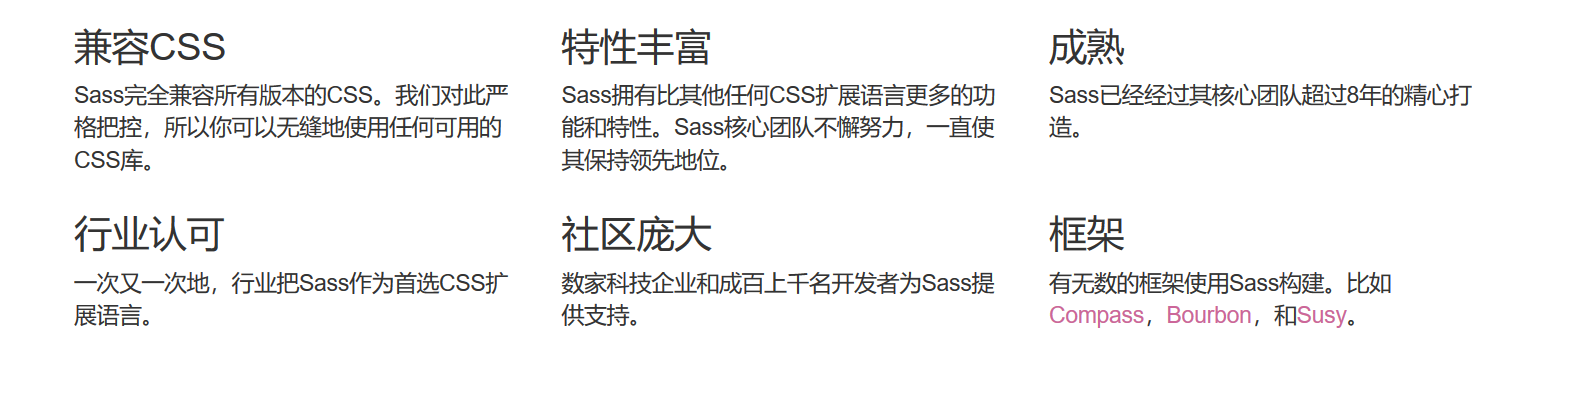 兼容CSS
Sass完全兼容所有版本的CSS。我们对此严
格把控，所以你可以无缝地使用任何可用的
CSS库。
特性丰富
Sass拥有比其他任何CSS扩展语言更多的功
能和特性。Sass核心团队不懈努力，一直使
其保持领先地位。
成熟
Sass已经经过其核心团队超过8年的精心打
造。
行业认可
一次又一次地，行业把Sass作为首选CSS扩
展语言。
社区庞大
数家科技企业和成百上千名开发者为Sass提
供支持。
框架
有无数的框架使用Sass构建。比如
Compass，Bourbon，和Susy。